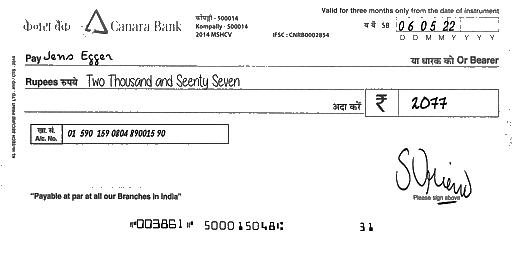 Valid for three months only from the date of instrument
केनरा बैंक Canara Bank
कोंपल्ली - 500014
Kompally - 500014
2014 MSHCV
IFSC : CNRB0002854
SB 06 05 22
D D M M Y Y Y Y
Pay Jens Egger
या धारक को Or Bearer
Rupees रुपये Two Thousand and Seenty Seven
अदा करें ₹ 2077
खा. सं.
A/c. No. 01 590 159 0804 890015 90
Please sign above
"Payable at par at all our Branches in India"
⑈003861⑈ 500015048⑆ 31